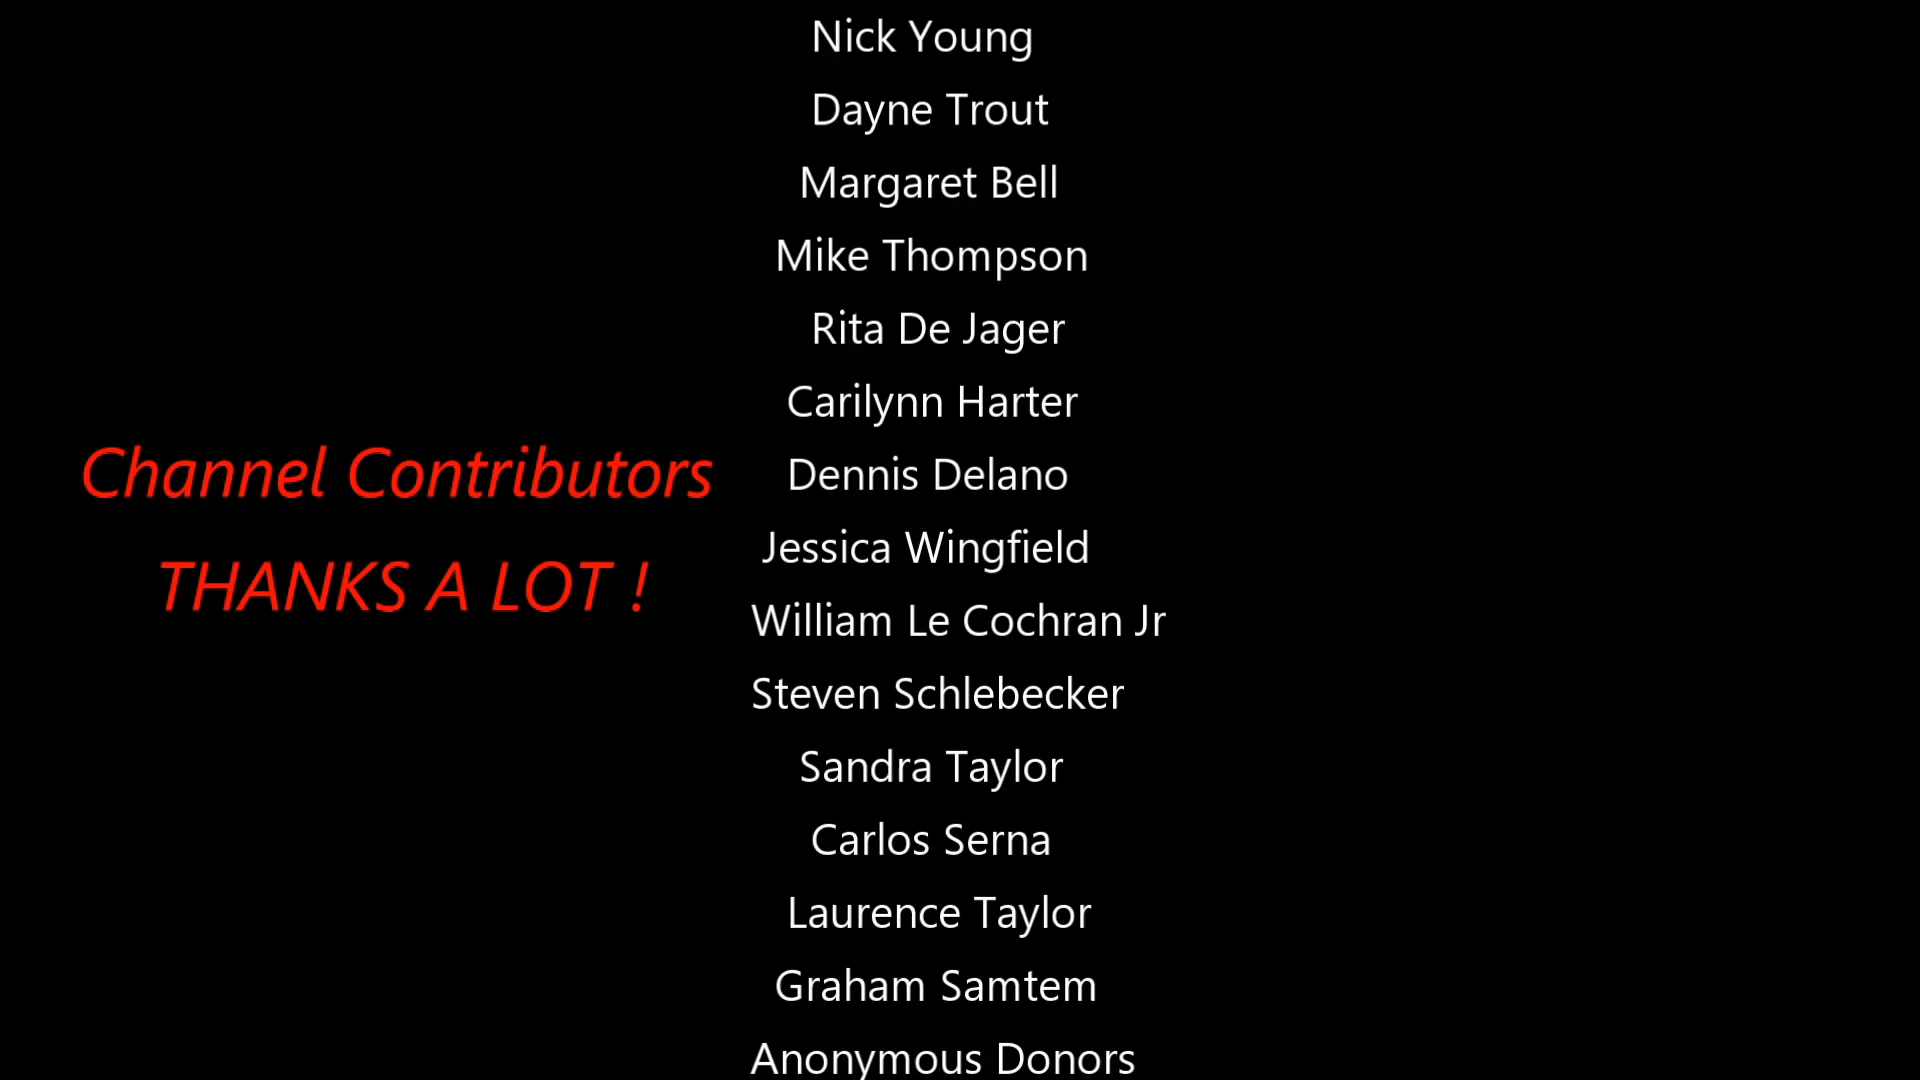 Channel Contributors
THANKS A LOT !
Nick Young
Dayne Trout
Margaret Bell
Mike Thompson
Rita De Jager
Carilynn Harter
Dennis Delano
Jessica Wingfield
William Le Cochran Jr
Steven Schlebecker
Sandra Taylor
Carlos Serna
Laurence Taylor
Graham Samtem
Anonymous Donors